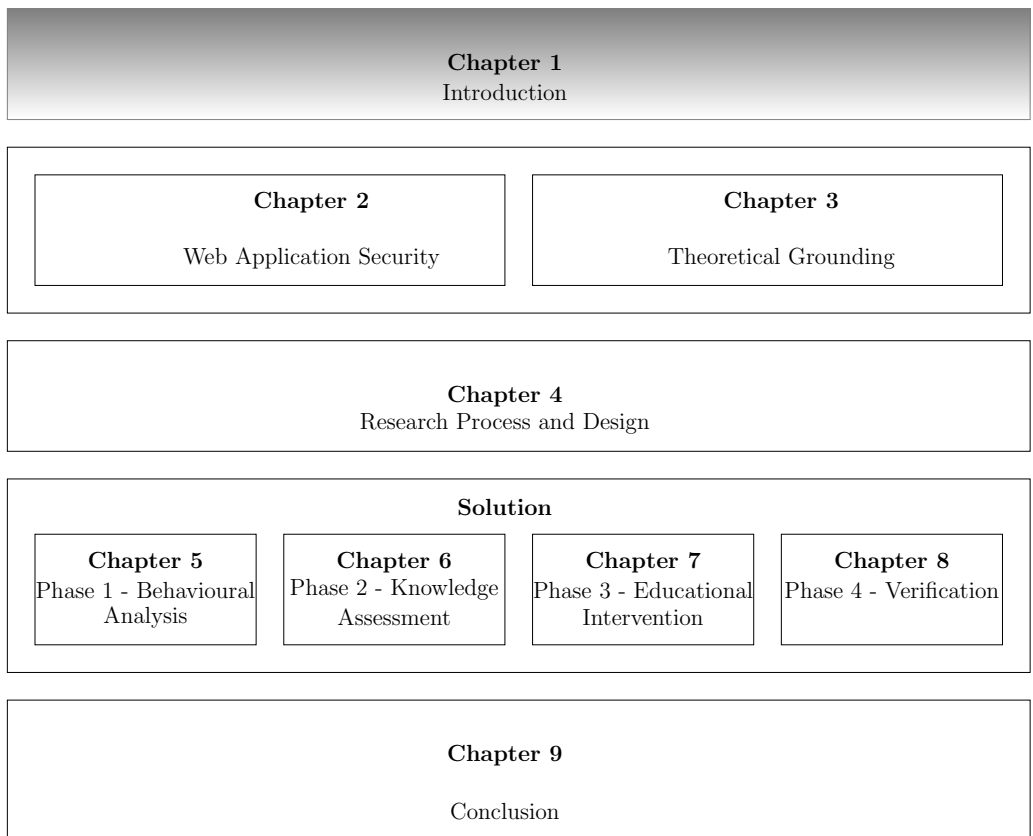 Chapter 1
Introduction
Chapter 2
Web Application Security
Chapter 3
Theoretical Grounding
Chapter 4
Research Process and Design
Solution
Chapter 5
Phase 1 - Behavioural
Analysis
Chapter 6
Phase 2 - Knowledge
Assessment
Chapter 7
Phase 3 - Educational
Intervention
Chapter 8
Phase 4 - Verification
Chapter 9
Conclusion